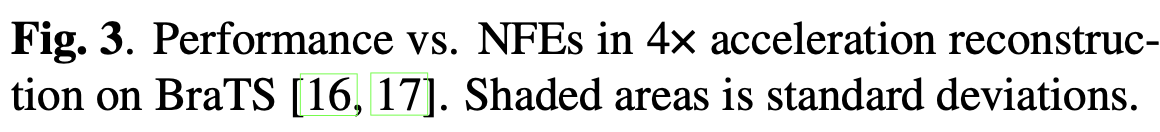 Fig. 3. Performance vs. NFEs in 4× acceleration reconstruc-
tion on BraTS [16, 17]. Shaded areas is standard deviations.